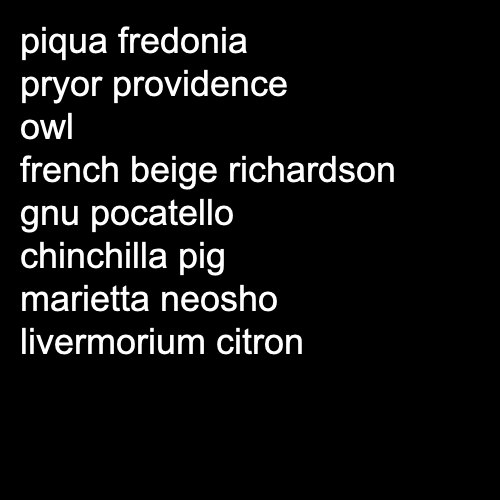 piqua fredonia
pryor providence
owl
french beige richardson
gnu pocatello
chinchilla pig
marietta neosho
livermorium citron